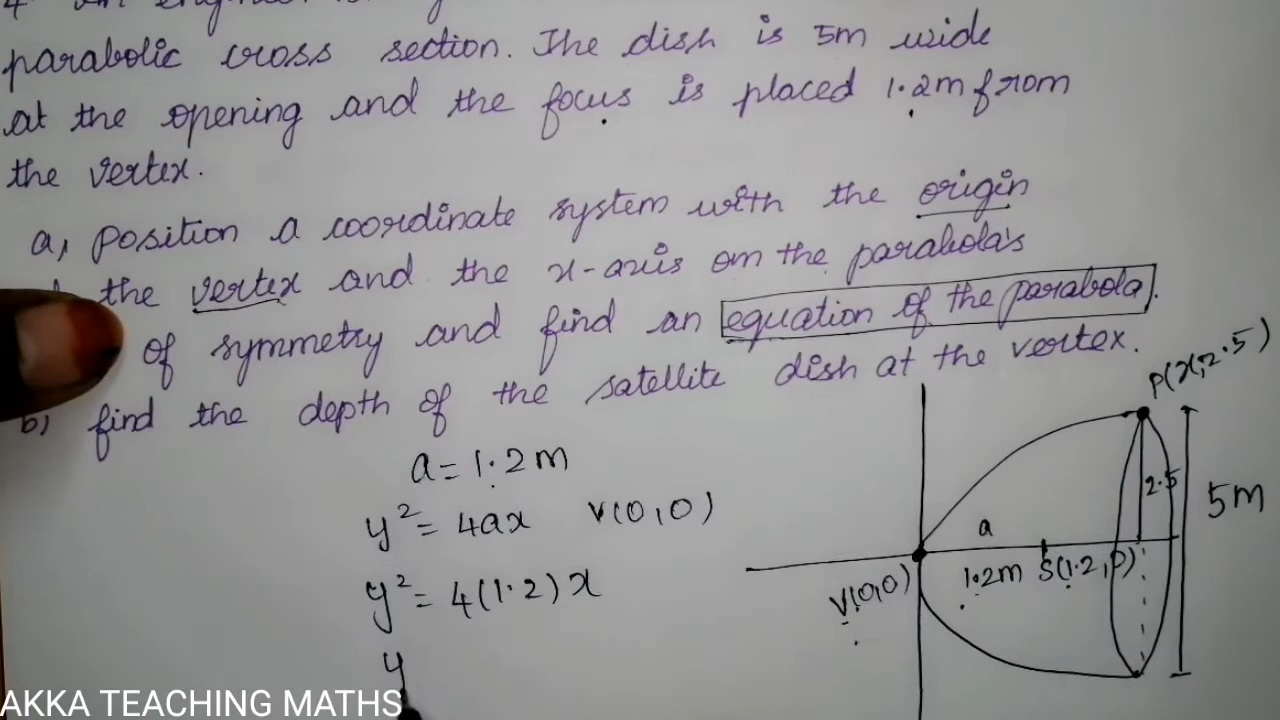 parabolic cross section. The dish is 5m wide
at the opening and the focus is placed 1.2m from
the vertex.
a, position a coordinate system with the origin
the vertex and the x-axis on the parabola's
of symmetry and find an equation of the parabola.
b) find the depth of the satellite dish at the vertex.
a = 1.2m
y² = 4ax V(0,0)
y² = 4(1.2)x
y
P(x,2.5)
2.5
5m
a
V(0,0)
1.2m S(1.2,0)
AKKA TEACHING MATHS